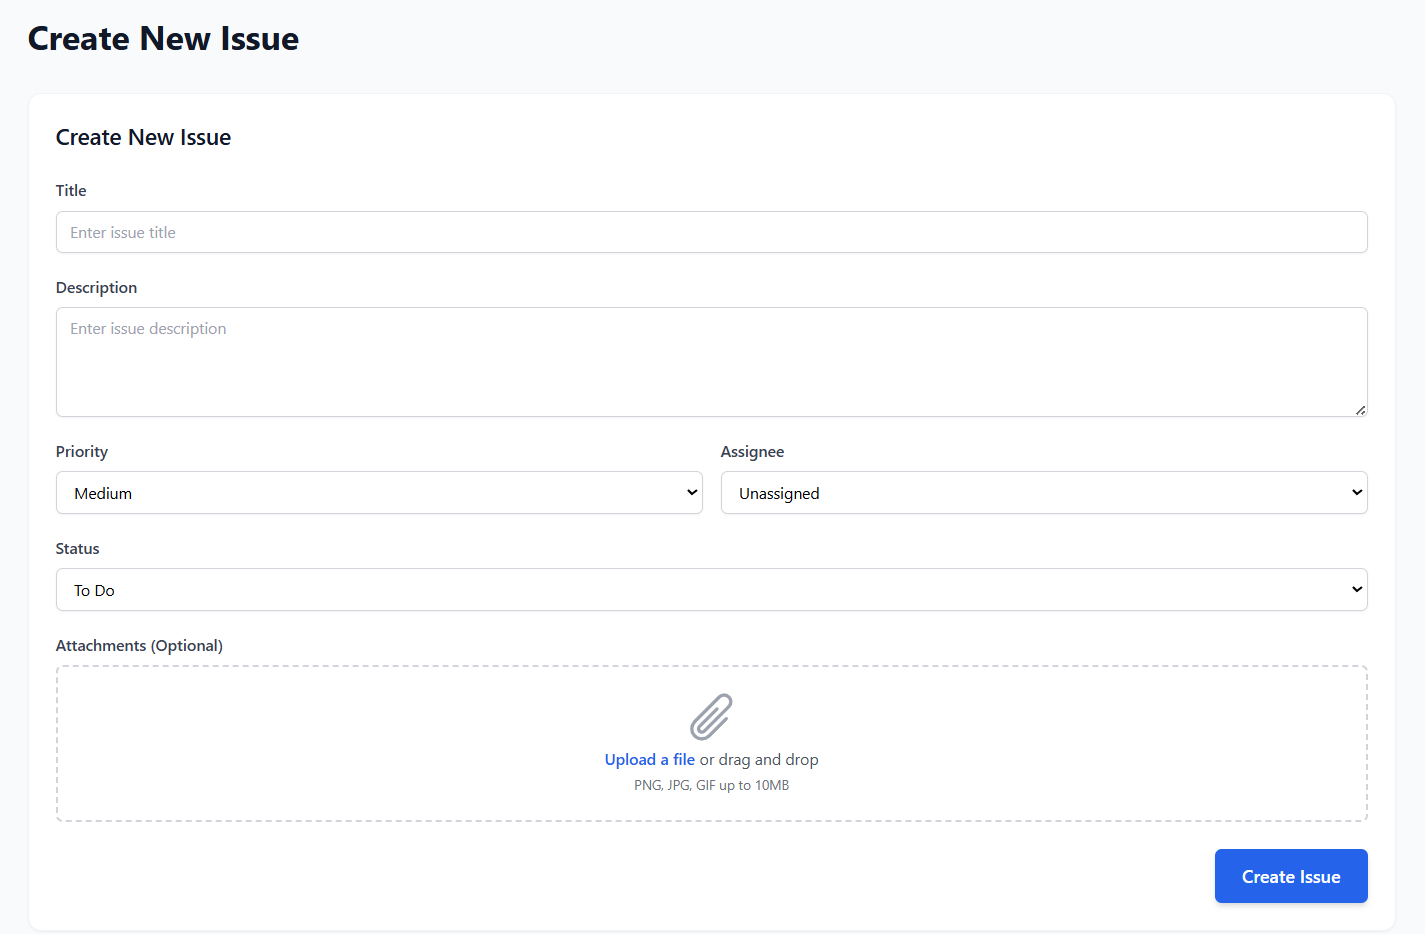 Create New Issue
Create New Issue
Title
Enter issue title
Description
Enter issue description
Priority
Assignee
Medium
Unassigned
Status
To Do
Attachments (Optional)
Upload a file or drag and drop
PNG, JPG, GIF up to 10MB
Create Issue